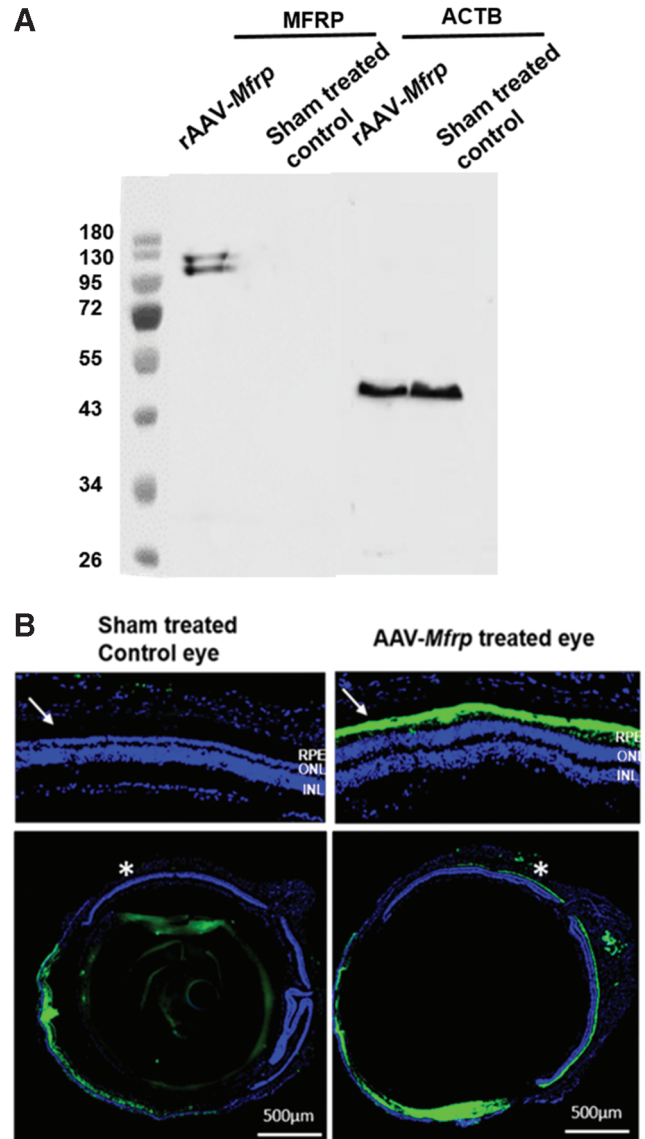 A
MFRP
ACTB
rAAV-Mfrp
Sham treated
control
rAAV-Mfrp
Sham treated
control
180
130
95
72
55
43
34
26
B
Sham treated
Control eye
AAV-Mfrp treated eye
RPE
ONL
INL
RPE
ONL
INL
*
*
500µm
500µm